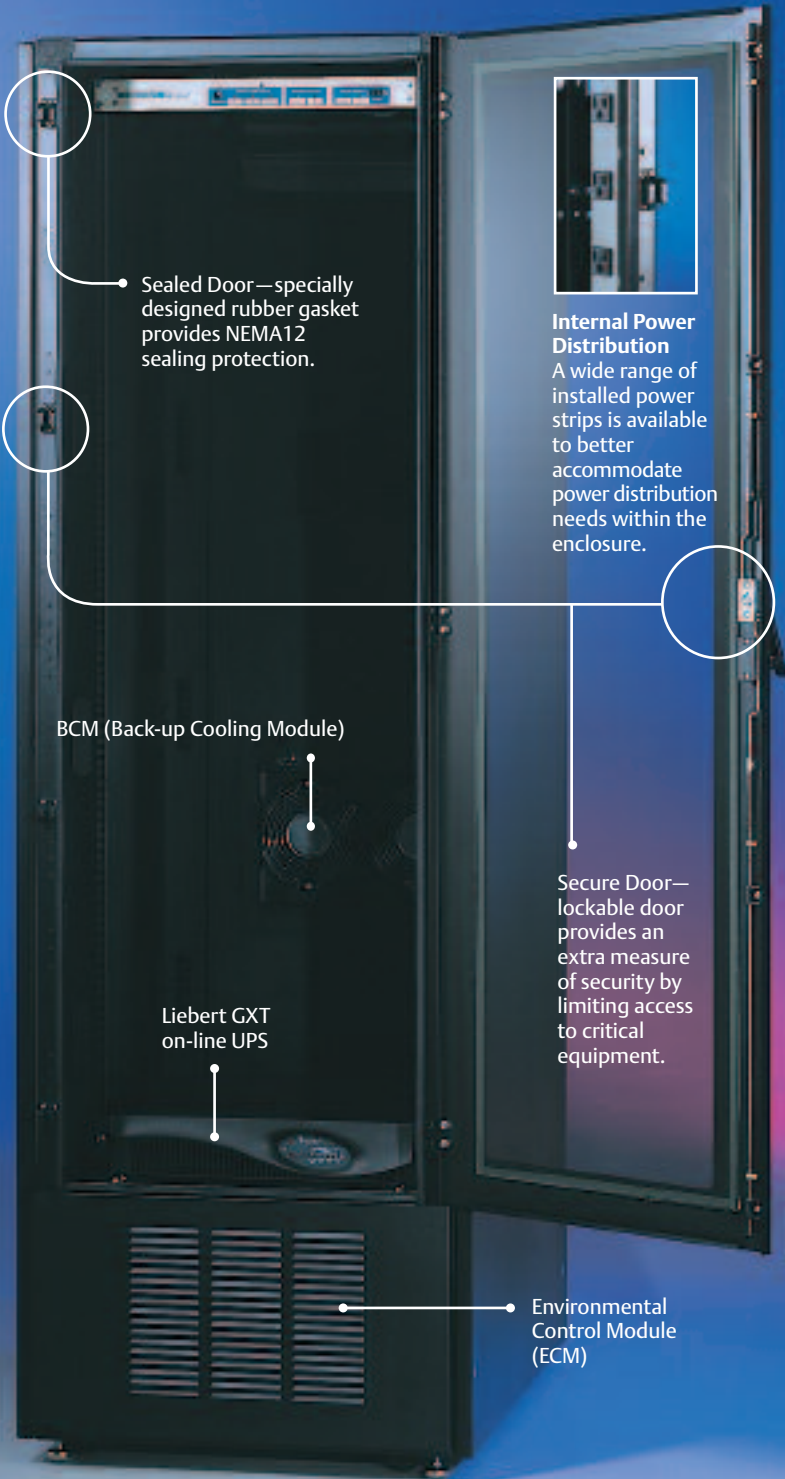 Sealed Door—specially
designed rubber gasket
provides NEMA12
sealing protection.
Internal Power
Distribution
A wide range of
installed power
strips is available
to better
accommodate
power distribution
needs within the
enclosure.
BCM (Back-up Cooling Module)
Secure Door—
lockable door
provides an
extra measure
of security by
limiting access
to critical
equipment.
Liebert GXT
on-line UPS
Environmental
Control Module
(ECM)